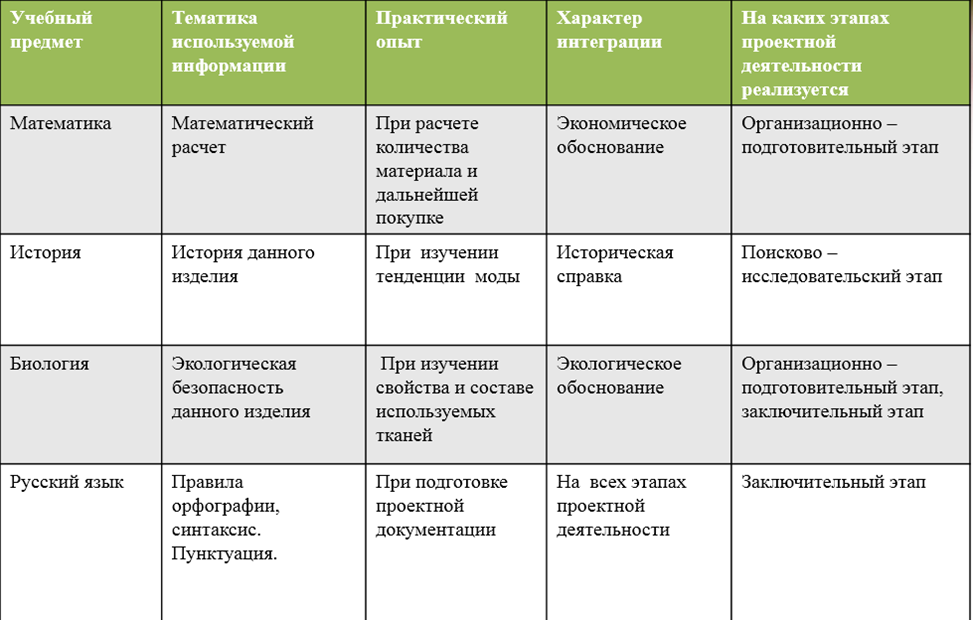 Учебный
предмет
Тематика
используемой
информации
Практический
опыт
Характер
интеграции
На каких этапах
проектной
деятельности
реализуется
Математика
Математический
расчет
При расчете
количества
материала и
дальнейшей
покупке
Экономическое
обоснование
Организационно –
подготовительный этап
История
История данного
изделия
При изучении
тенденции моды
Историческая
справка
Поисково –
исследовательский этап
Биология
Экологическая
безопасность
данного изделия
При изучении
свойства и составе
используемых
тканей
Экологическое
обоснование
Организационно –
подготовительный этап,
заключительный этап
Русский язык
Правила
орфографии,
синтаксис.
Пунктуация.
При подготовке
проектной
документации
На всех этапах
проектной
деятельности
Заключительный этап